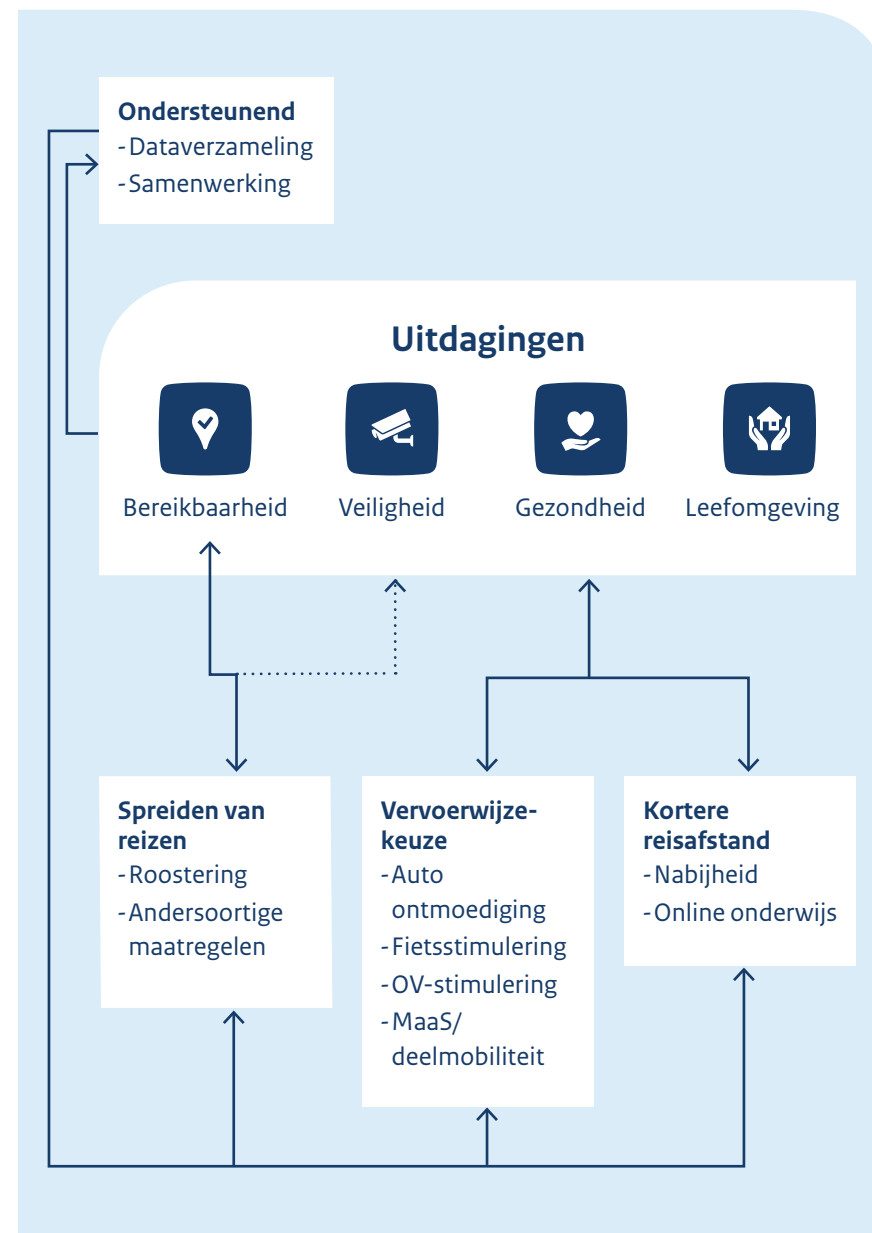 Ondersteunend
-Dataverzameling
-Samenwerking
Uitdagingen
Bereikbaarheid
Veiligheid
Gezondheid
Leefomgeving
Spreiden van
reizen
-Roostering
-Andersoortige
maatregelen
Vervoerwijze-
keuze
-Auto
ontmoediging
-Fietsstimulering
-OV-stimulering
-MaaS/
deelmobiliteit
Kortere
reisafstand
-Nabijheid
-Online onderwijs